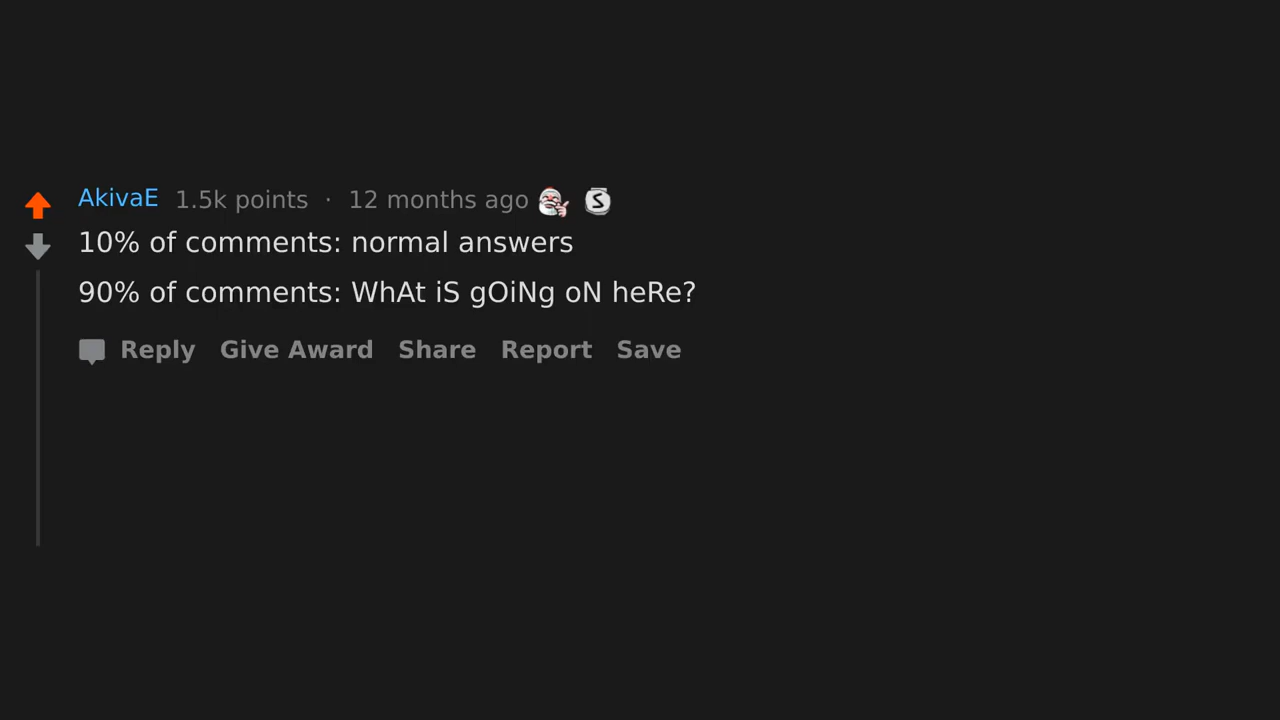 AkivaE 1.5k points · 12 months ago S
10% of comments: normal answers
90% of comments: WhAt iS gOiNg oN heRe?
Reply Give Award Share Report Save